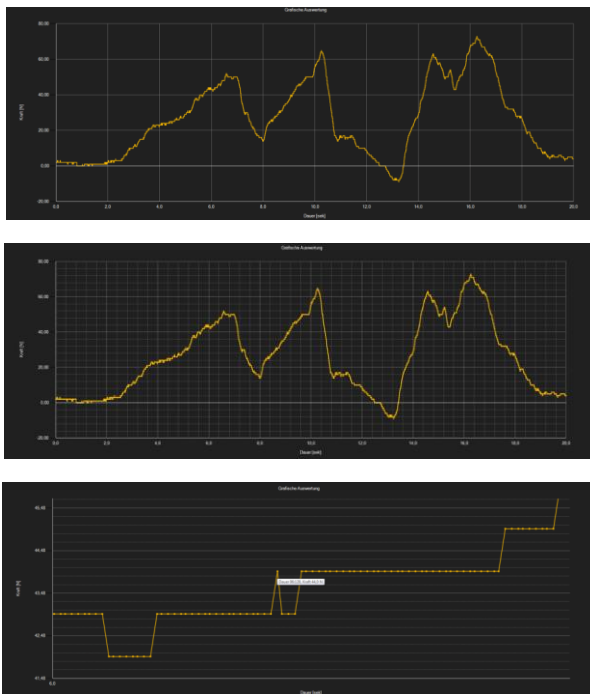 Grafische Auswertung
80,00
60,00
40,00
20,00
0,00
-20,00
Kraft [N]
0,0 2,0 4,0 6,0 8,0 10,0 12,0 14,0 16,0 18,0 20,0
Dauer [sek]
Grafische Auswertung
80,00
60,00
40,00
20,00
0,00
-20,00
Kraft [N]
0,0 2,0 4,0 6,0 8,0 10,0 12,0 14,0 16,0 18,0 20,0
Dauer [sek]
Grafische Auswertung
Kraft [N]
Dauer Kraft
0,0
Dauer [sek]